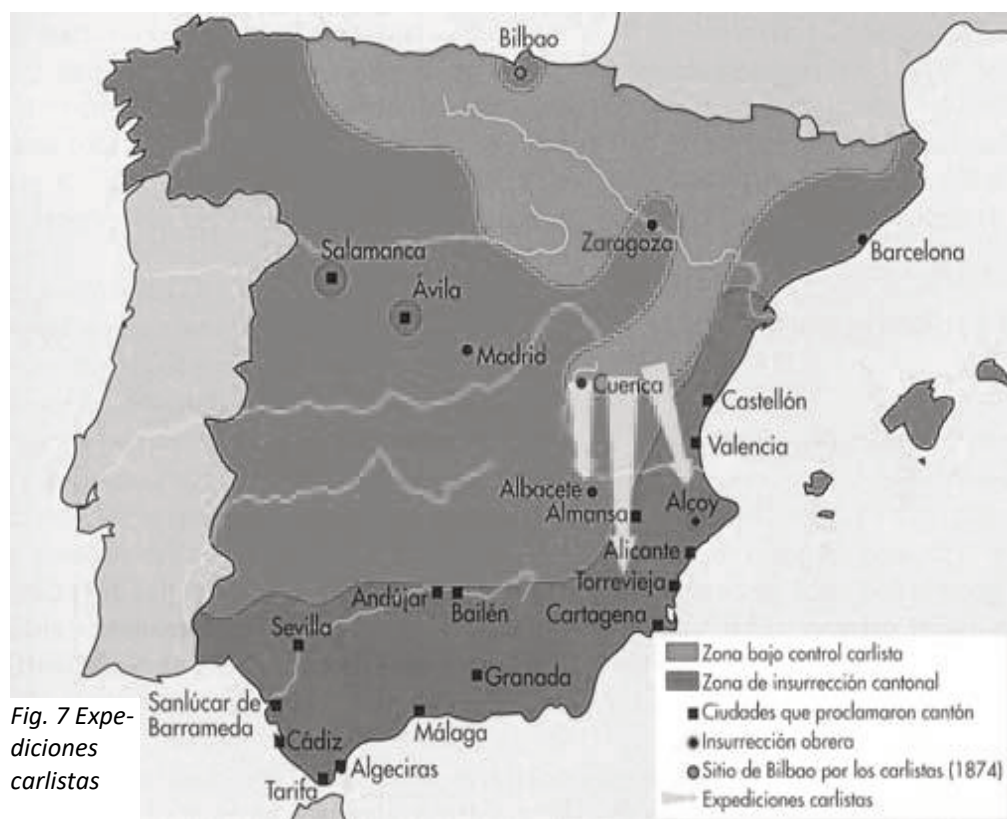 Bilbao
Zaragoza
Barcelona
Salamanca
Ávila
Madrid
Cuerica
Castellón
Valencia
Albacete
Almansa
Alcoy
Alicante
Torrevieja
Cartagena
Andújar
Bailén
Sevilla
Granada
Sanlúcar de
Barrameda
Málaga
Cádiz
Algeciras
Tarifa
Zona bajo control carlista
Zona de insurrección cantonal
Ciudades que proclamaron cantón
Insurrección obrera
Sitio de Bilbao por los carlistas (1874)
Expediciones carlistas
Fig. 7 Expe-
diciones
carlistas